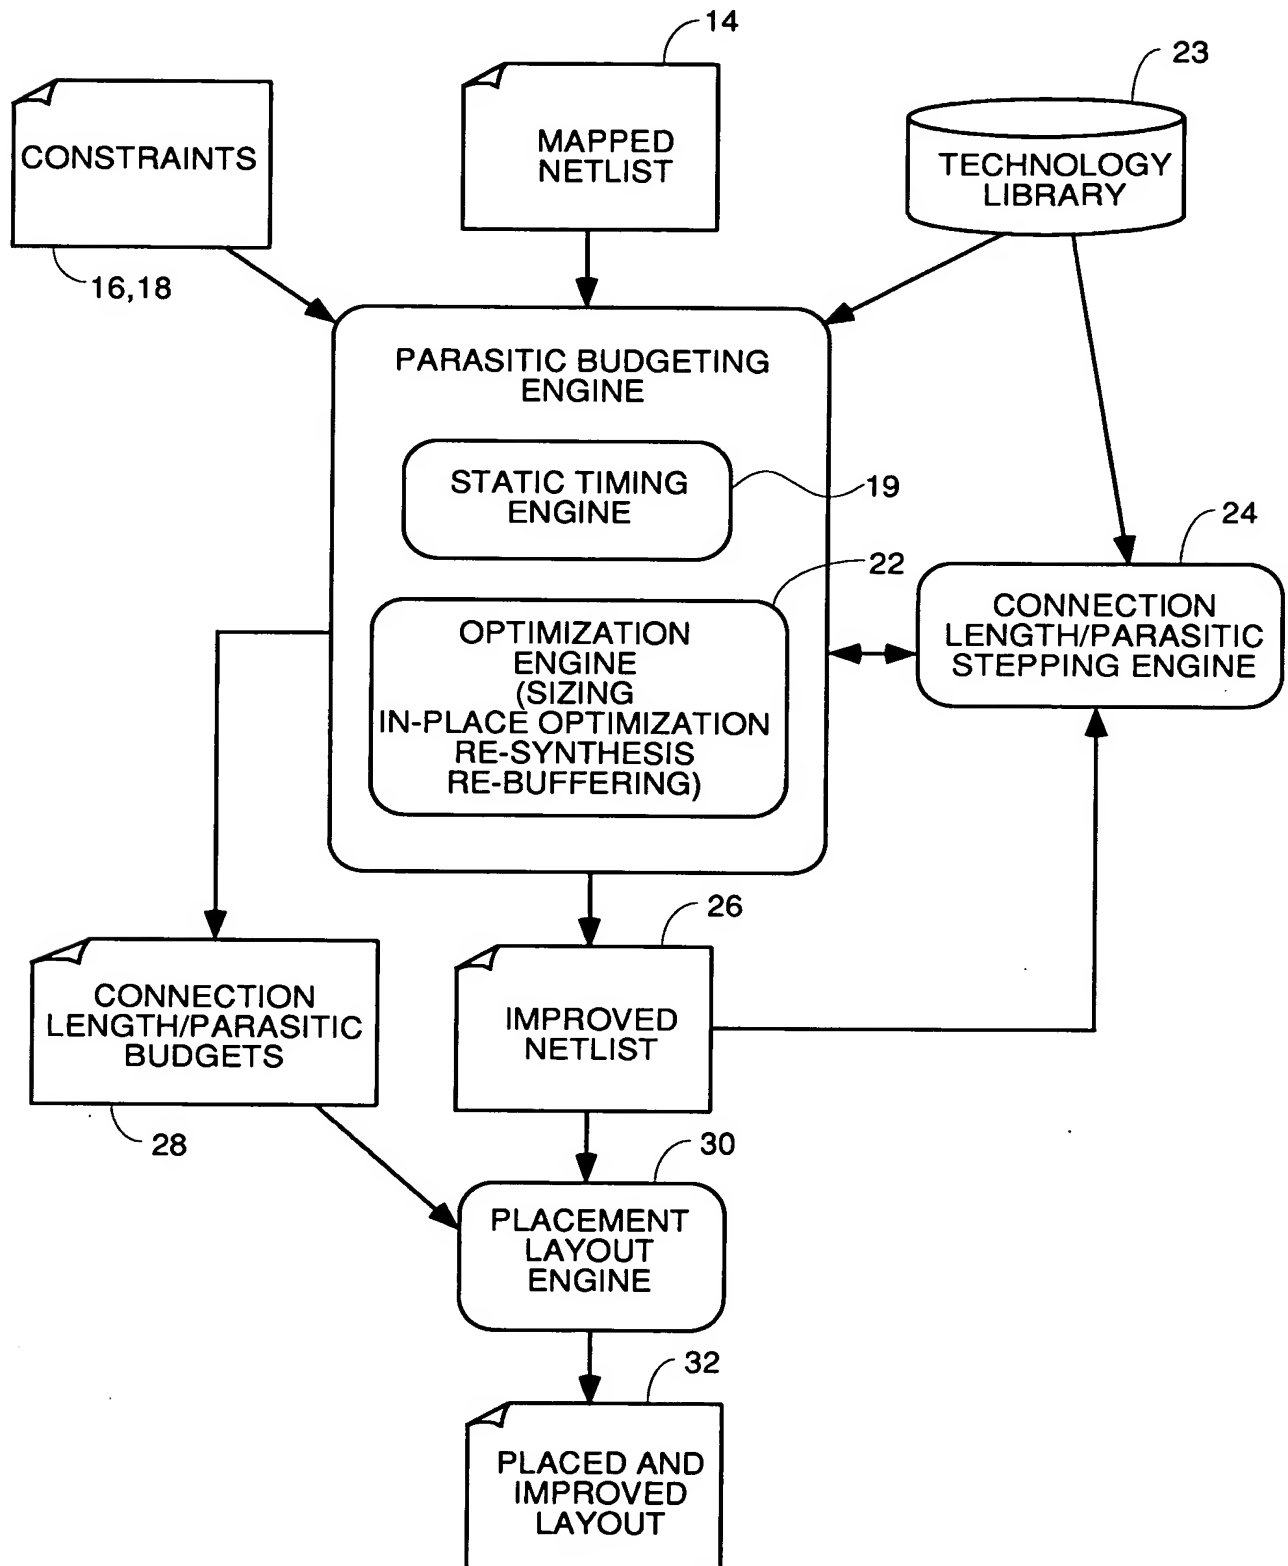 14
23
CONSTRAINTS
MAPPED
NETLIST
TECHNOLOGY
LIBRARY
16,18
PARASITIC BUDGETING
ENGINE
STATIC TIMING
ENGINE
19
24
22
CONNECTION
LENGTH/PARASITIC
STEPPING ENGINE
OPTIMIZATION
ENGINE
(SIZING
IN-PLACE OPTIMIZATION
RE-SYNTHESIS
RE-BUFFERING)
26
CONNECTION
LENGTH/PARASITIC
BUDGETS
IMPROVED
NETLIST
28
30
PLACEMENT
LAYOUT
ENGINE
32
PLACED AND
IMPROVED
LAYOUT